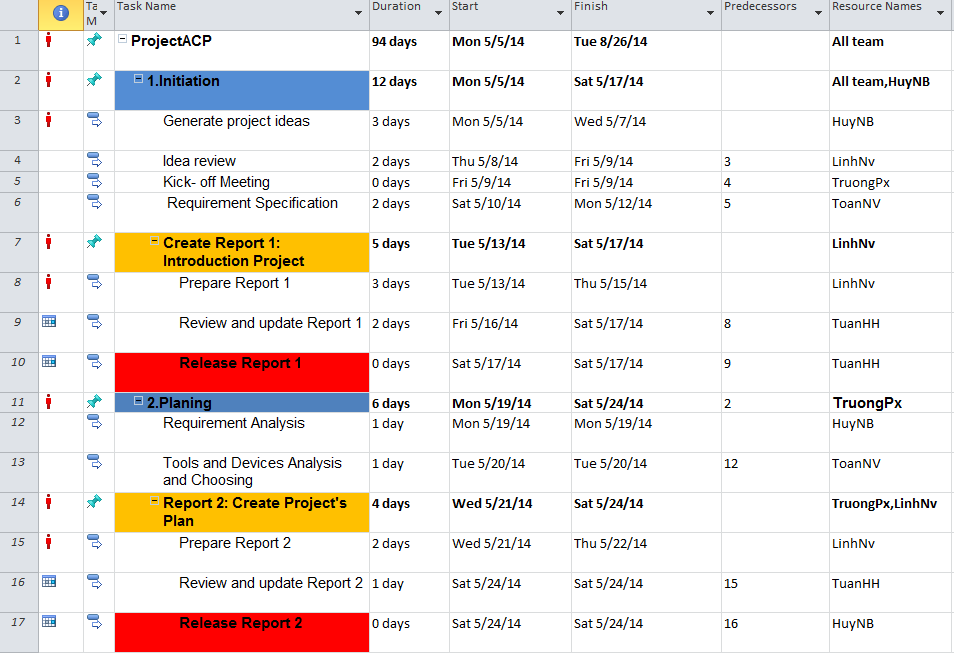 Ta M Task Name Duration Start Finish Predecessors Resource Names
1 ProjectACP 94 days Mon 5/5/14 Tue 8/26/14 All team
2 1.Initiation 12 days Mon 5/5/14 Sat 5/17/14 All team,HuyNB
3 Generate project ideas 3 days Mon 5/5/14 Wed 5/7/14 HuyNB
4 Idea review 2 days Thu 5/8/14 Fri 5/9/14 3 LinhNv
5 Kick- off Meeting 0 days Fri 5/9/14 Fri 5/9/14 4 TruongPx
6 Requirement Specification 2 days Sat 5/10/14 Mon 5/12/14 5 ToanNV
7 Create Report 1: 5 days Tue 5/13/14 Sat 5/17/14 LinhNv
Introduction Project
8 Prepare Report 1 3 days Tue 5/13/14 Thu 5/15/14 LinhNv
9 Review and update Report 1 2 days Fri 5/16/14 Sat 5/17/14 8 TuanHH
10 Release Report 1 0 days Sat 5/17/14 Sat 5/17/14 9 TuanHH
11 2.Planing 6 days Mon 5/19/14 Sat 5/24/14 2 TruongPx
12 Requirement Analysis 1 day Mon 5/19/14 Mon 5/19/14 HuyNB
13 Tools and Devices Analysis 1 day Tue 5/20/14 Tue 5/20/14 12 ToanNV
and Choosing
14 Report 2: Create Project's 4 days Wed 5/21/14 Sat 5/24/14 TruongPx,LinhNv
Plan
15 Prepare Report 2 2 days Wed 5/21/14 Thu 5/22/14 LinhNv
16 Review and update Report 2 1 day Sat 5/24/14 Sat 5/24/14 15 TuanHH
17 Release Report 2 0 days Sat 5/24/14 Sat 5/24/14 16 HuyNB